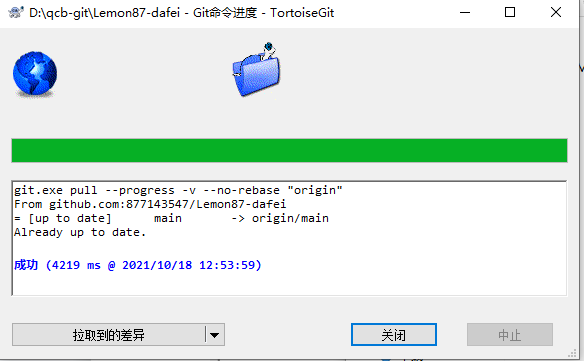 D:\qcb-git\Lemon87-dafei - Git命令进度 - TortoiseGit
git.exe pull --progress -v --no-rebase "origin"
From github.com:877143547/Lemon87-dafei
= [up to date]      main       -> origin/main
Already up to date.
成功 (4219 ms @ 2021/10/18 12:53:59)
拉取到的差异
关闭
中止